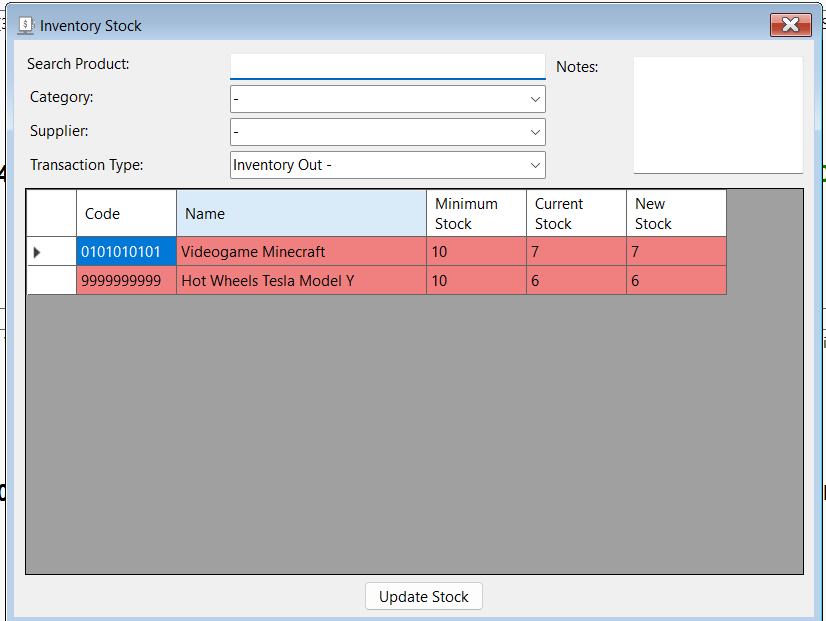 Inventory Stock
Search Product:
Notes:
Category:
-
Supplier:
-
Transaction Type:
Inventory Out -
Code
Name
Minimum
Stock
Current
Stock
New
Stock
0101010101 Videogame Minecraft 10 7 7
9999999999 Hot Wheels Tesla Model Y 10 6 6
Update Stock